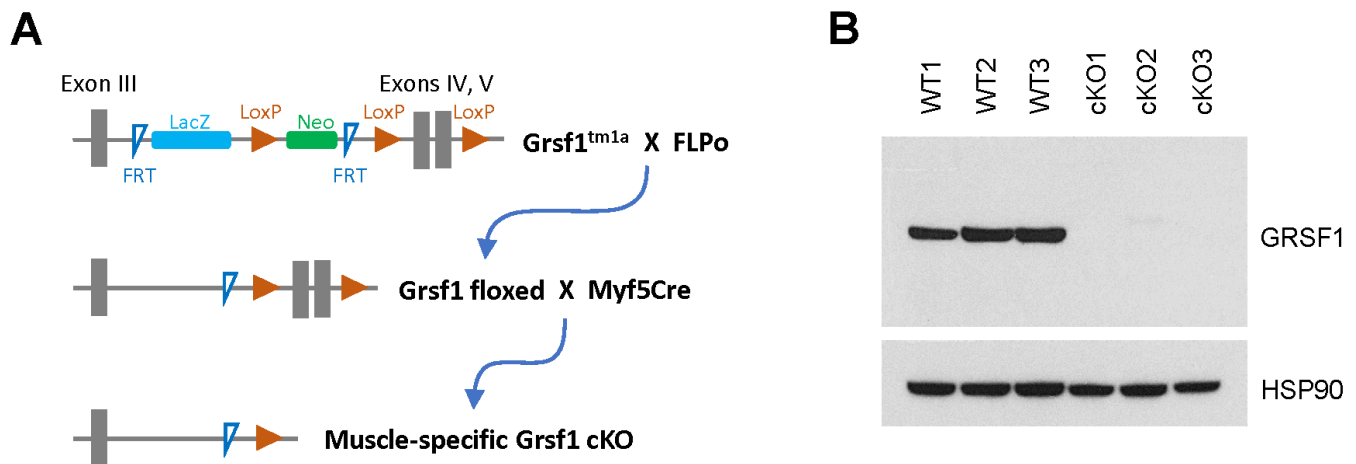 A
Exon III
Exons IV, V
LacZ
LoxP
Neo
LoxP
LoxP
FRT
FRT
Grsf1tm1a X FLPo
Grsf1 floxed X Myf5Cre
Muscle-specific Grsf1 cKO
B
WT1
WT2
WT3
cKO1
cKO2
cKO3
GRSF1
HSP90